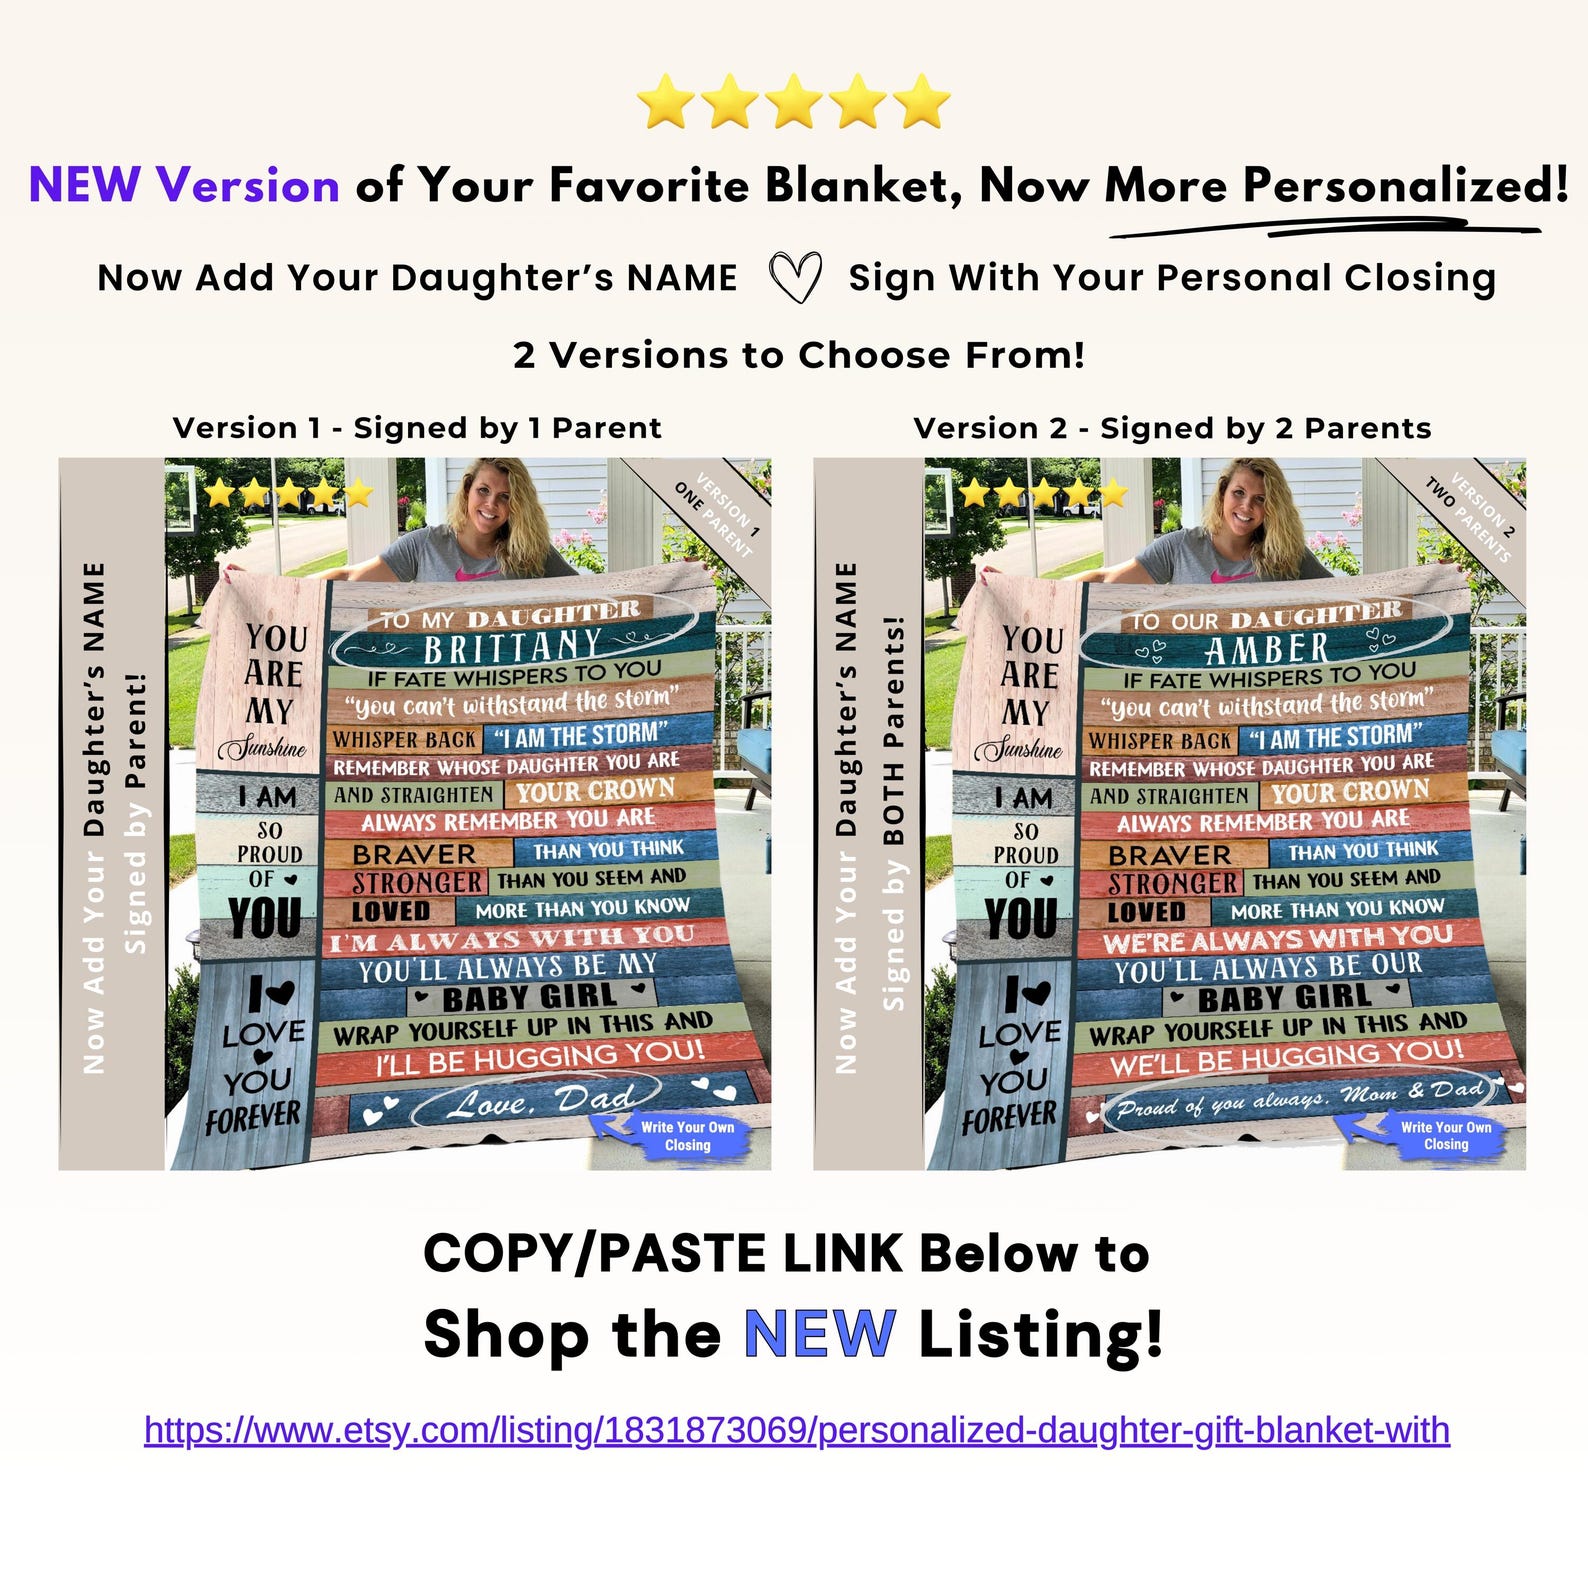 NEW Version of Your Favorite Blanket, Now More Personalized!
Now Add Your Daughter's NAME Sign With Your Personal Closing
2 Versions to Choose From!
Version 1 - Signed by 1 Parent
Now Add Your Daughter's NAME
Signed by Parent!
VERSION 1
ONE PARENT
YOU
ARE
MY
Sunshine
I AM
SO
PROUD
OF
YOU
I
LOVE
YOU
FOREVER
TO MY DAUGHTER
BRITTANY
IF FATE WHISPERS TO YOU
"you can't withstand the storm"
WHISPER BACK "I AM THE STORM"
REMEMBER WHOSE DAUGHTER YOU ARE
AND STRAIGHTEN YOUR CROWN
ALWAYS REMEMBER YOU ARE
BRAVER THAN YOU THINK
STRONGER THAN YOU SEEM AND
LOVED MORE THAN YOU KNOW
I'M ALWAYS WITH YOU
YOU'LL ALWAYS BE MY
BABY GIRL
WRAP YOURSELF UP IN THIS AND
I'LL BE HUGGING YOU!
Love, Dad
Write Your Own
Closing
Version 2 - Signed by 2 Parents
Now Add Your Daughter's NAME
Signed by BOTH Parents!
VERSION 2
TWO PARENTS
YOU
ARE
MY
Sunshine
I AM
SO
PROUD
OF
YOU
I
LOVE
YOU
FOREVER
TO OUR DAUGHTER
AMBER
IF FATE WHISPERS TO YOU
"you can't withstand the storm"
WHISPER BACK "I AM THE STORM"
REMEMBER WHOSE DAUGHTER YOU ARE
AND STRAIGHTEN YOUR CROWN
ALWAYS REMEMBER YOU ARE
BRAVER THAN YOU THINK
STRONGER THAN YOU SEEM AND
LOVED MORE THAN YOU KNOW
WE'RE ALWAYS WITH YOU
YOU'LL ALWAYS BE OUR
BABY GIRL
WRAP YOURSELF UP IN THIS AND
WE'LL BE HUGGING YOU!
Proud of you always, Mom & Dad
Write Your Own
Closing
COPY/PASTE LINK Below to
Shop the NEW Listing!
https://www.etsy.com/listing/1831873069/personalized-daughter-gift-blanket-with